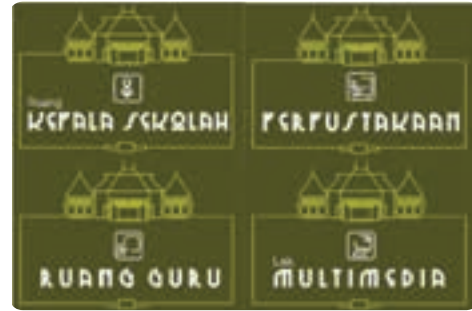 Ruang
KEPALA SEKOLAH
PERPUSTAKAAN
RUANG GURU
Lab
MULTIMEDIA